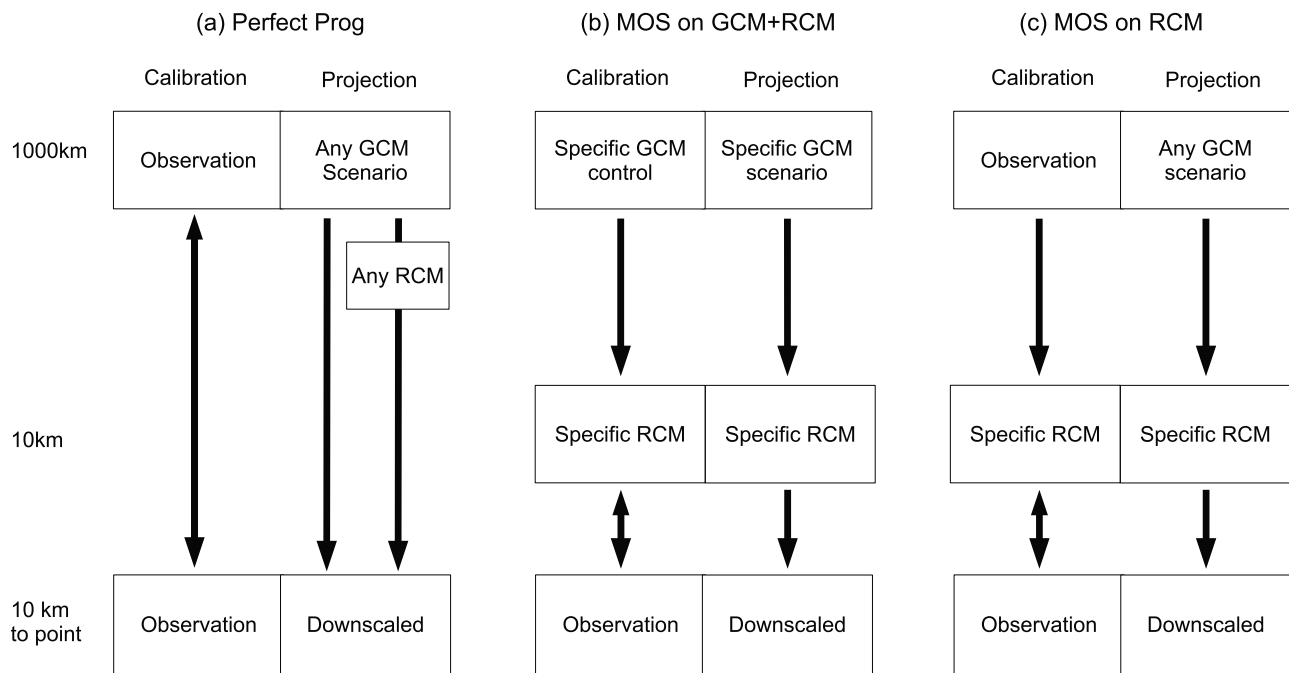 (a) Perfect Prog
(b) MOS on GCM+RCM
(c) MOS on RCM
Calibration
Projection
Calibration
Projection
Calibration
Projection
1000km
Observation
Any GCM
Scenario
Specific GCM
control
Specific GCM
scenario
Observation
Any GCM
scenario
Any RCM
10km
Specific RCM
Specific RCM
Specific RCM
Specific RCM
10 km
to point
Observation
Downscaled
Observation
Downscaled
Observation
Downscaled